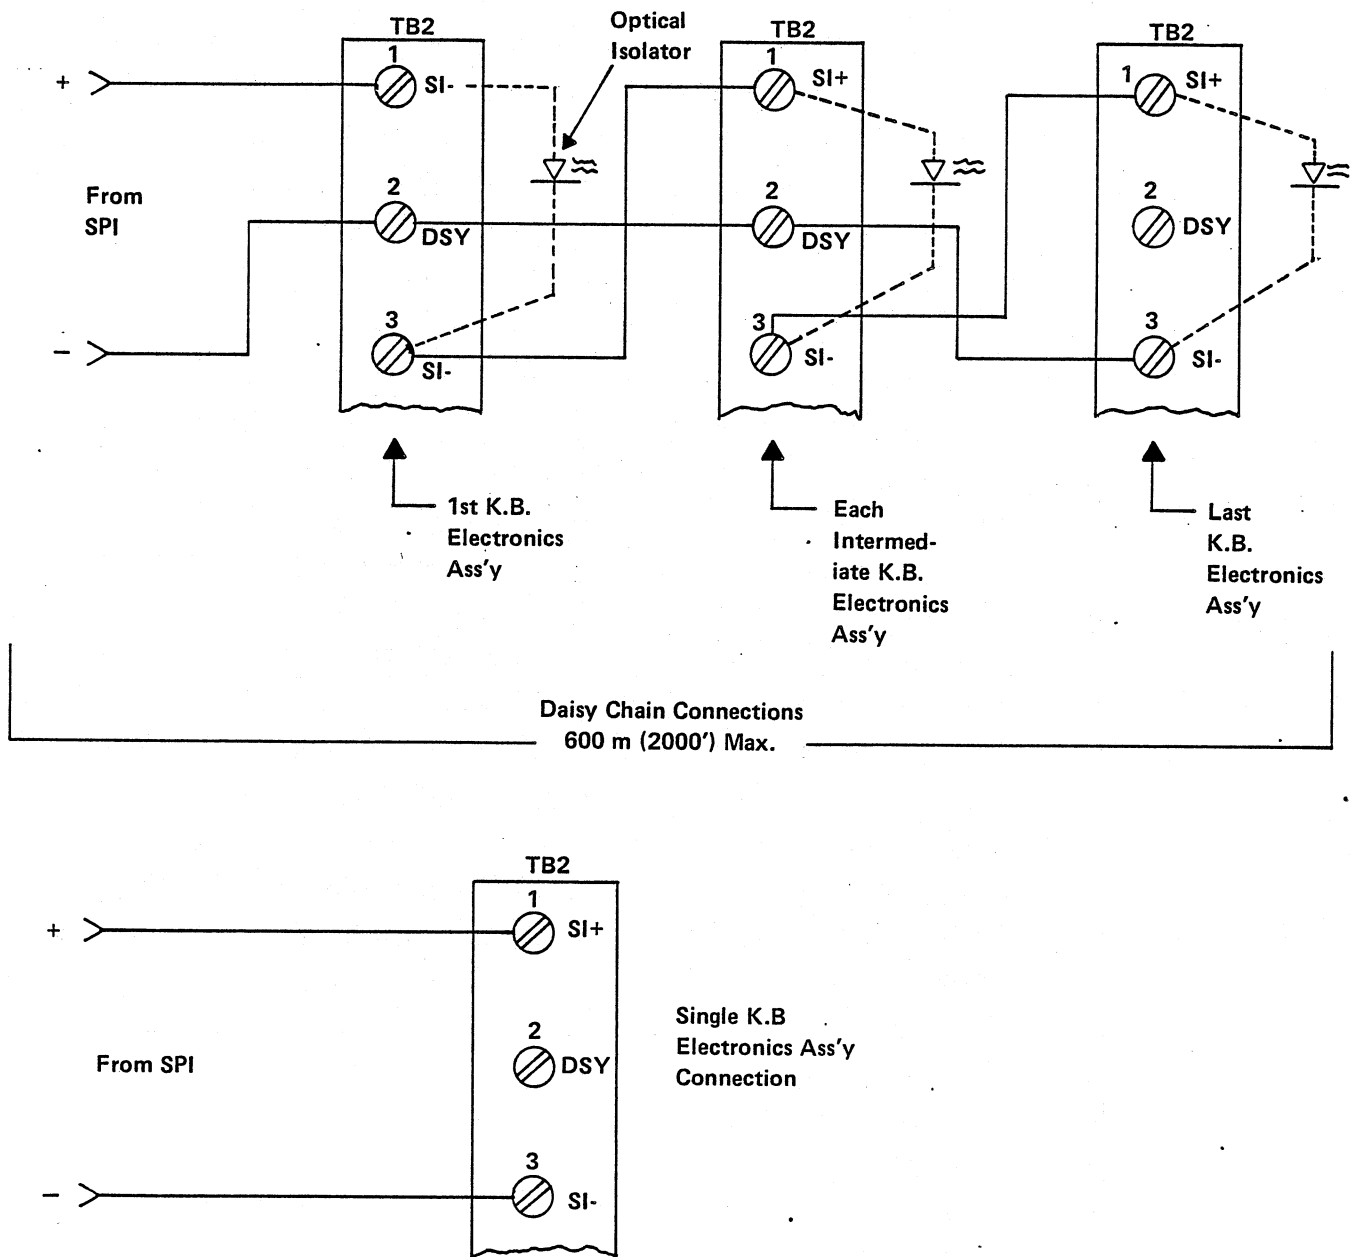 TB2
1
SI-
Optical
Isolator
TB2
1
SI+
TB2
1
SI+
+
From
SPI
2
DSY
2
DSY
2
DSY
−
3
SI-
3
SI-
3
SI-
1st K.B.
Electronics
Ass'y
Each
Intermed-
iate K.B.
Electronics
Ass'y
Last
K.B.
Electronics
Ass'y
Daisy Chain Connections
600 m (2000') Max.
TB2
+
1
SI+
From SPI
2
DSY
Single K.B
Electronics Ass'y
Connection
−
3
SI-